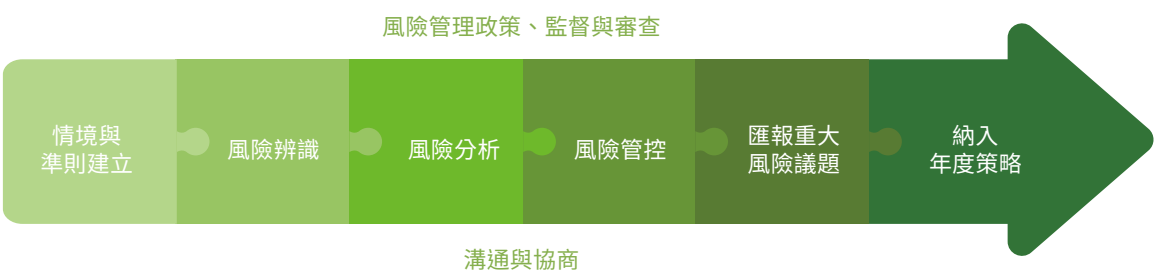 風險管理政策、監督與審查
情境與
準則建立
風險辨識
風險分析
風險管控
匯報重大
風險議題
納入
年度策略
溝通與協商